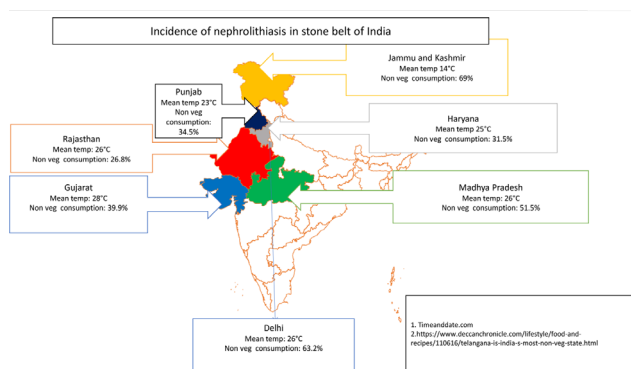 Incidence of nephrolithiasis in stone belt of India
Jammu and Kashmir
Mean temp 14°C
Non veg consumption: 69%
Punjab
Mean temp 23°C
Non veg
consumption:
34.5%
Haryana
Mean temp 25°C
Non veg consumption: 31.5%
Rajasthan
Mean temp: 26°C
Non veg consumption: 26.8%
Gujarat
Mean temp: 28°C
Non veg consumption: 39.9%
Madhya Pradesh
Mean temp: 26°C
Non veg consumption: 51.5%
Delhi
Mean temp: 26°C
Non veg consumption: 63.2%
1. Timeanddate.com
2.https://www.deccanchronicle.com/lifestyle/food-and-
recipes/110616/telangana-is-india-s-most-non-veg-state.html